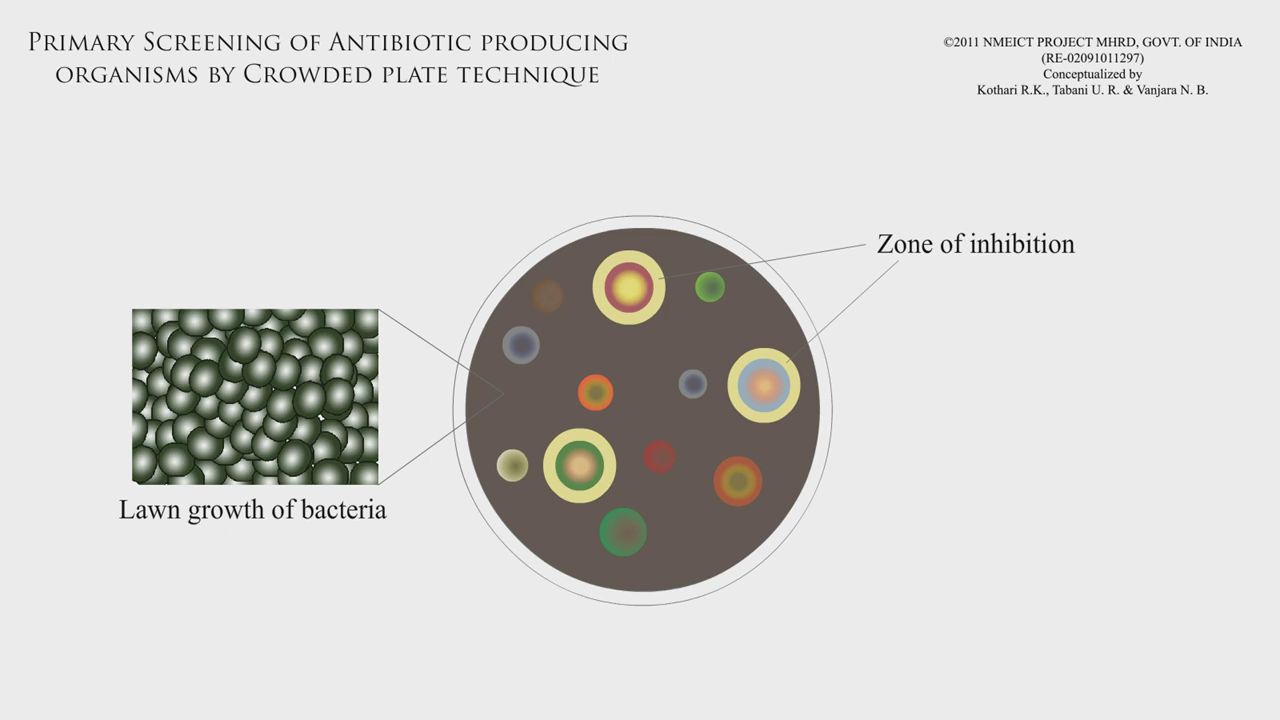 PRIMARY SCREENING OF ANTIBIOTIC PRODUCING
ORGANISMS BY CROWDED PLATE TECHNIQUE
©2011 NMEICT PROJECT MHRD, GOVT. OF INDIA
(RE-02091011297)
Conceptualized by
Kothari R.K., Tabani U. R. & Vanjara N. B.
Zone of inhibition
Lawn growth of bacteria